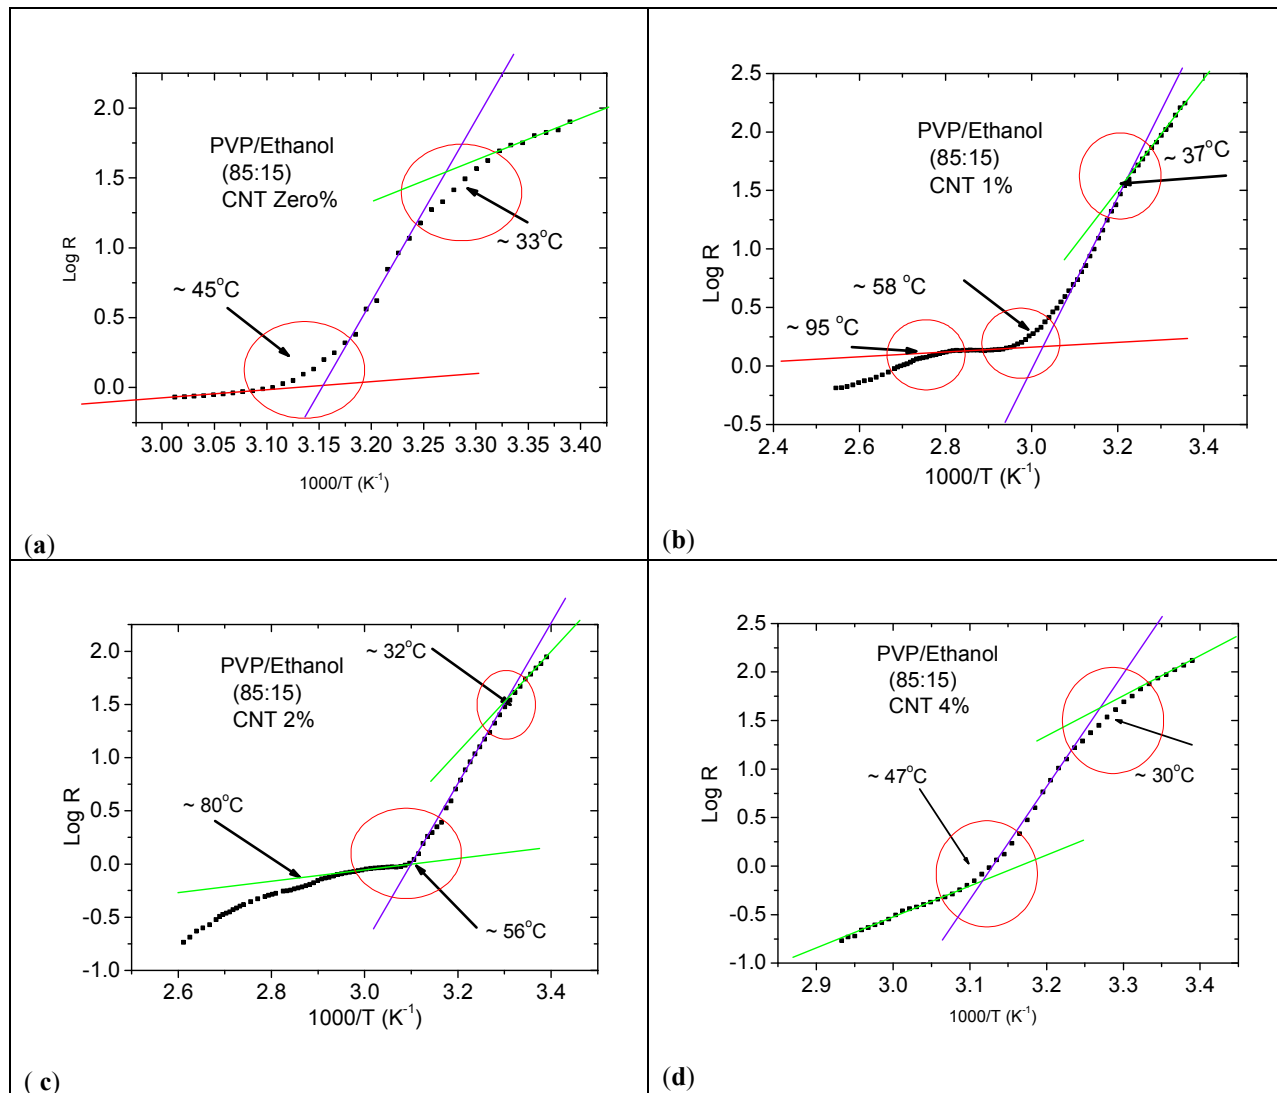 2.0
1.5
1.0
0.5
0.0
Log R
PVP/Ethanol
(85:15)
CNT Zero%
~ 33°C
~ 45°C
3.00 3.05 3.10 3.15 3.20 3.25 3.30 3.35 3.40
1000/T (K-1)
(a)
2.5
2.0
1.5
1.0
0.5
0.0
-0.5
Log R
PVP/Ethanol
(85:15)
CNT 1%
~ 37°C
~ 58 °C
~ 95 °C
2.4 2.6 2.8 3.0 3.2 3.4
1000/T (K-1)
(b)
2.0
1.5
1.0
0.5
0.0
-0.5
-1.0
Log R
PVP/Ethanol
(85:15)
CNT 2%
~ 32°C
~ 80°C
~ 56°C
2.6 2.8 3.0 3.2 3.4
1000/T (K-1)
( c)
2.5
2.0
1.5
1.0
0.5
0.0
-0.5
-1.0
Log R
PVP/Ethanol
(85:15)
CNT 4%
~ 47°C
~ 30°C
2.9 3.0 3.1 3.2 3.3 3.4
1000/T (K-1)
(d)